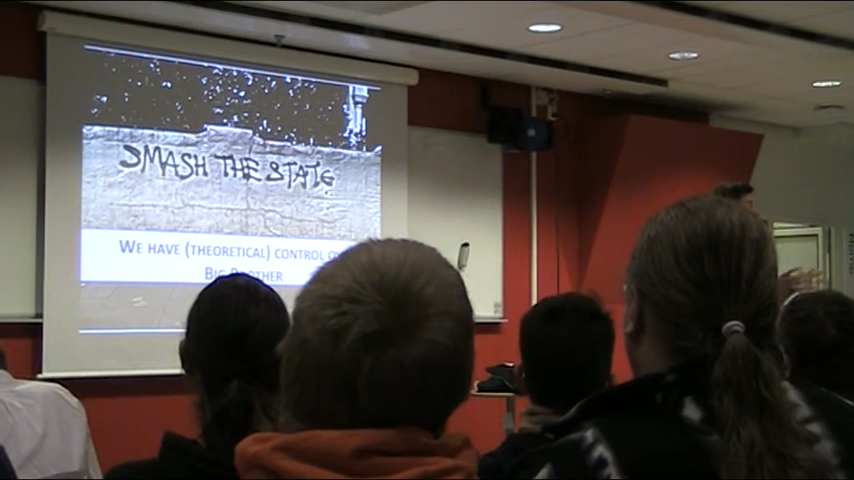 SMASH THE STATE
WE HAVE (THEORETICAL) CONTROL
BIG BROTHER